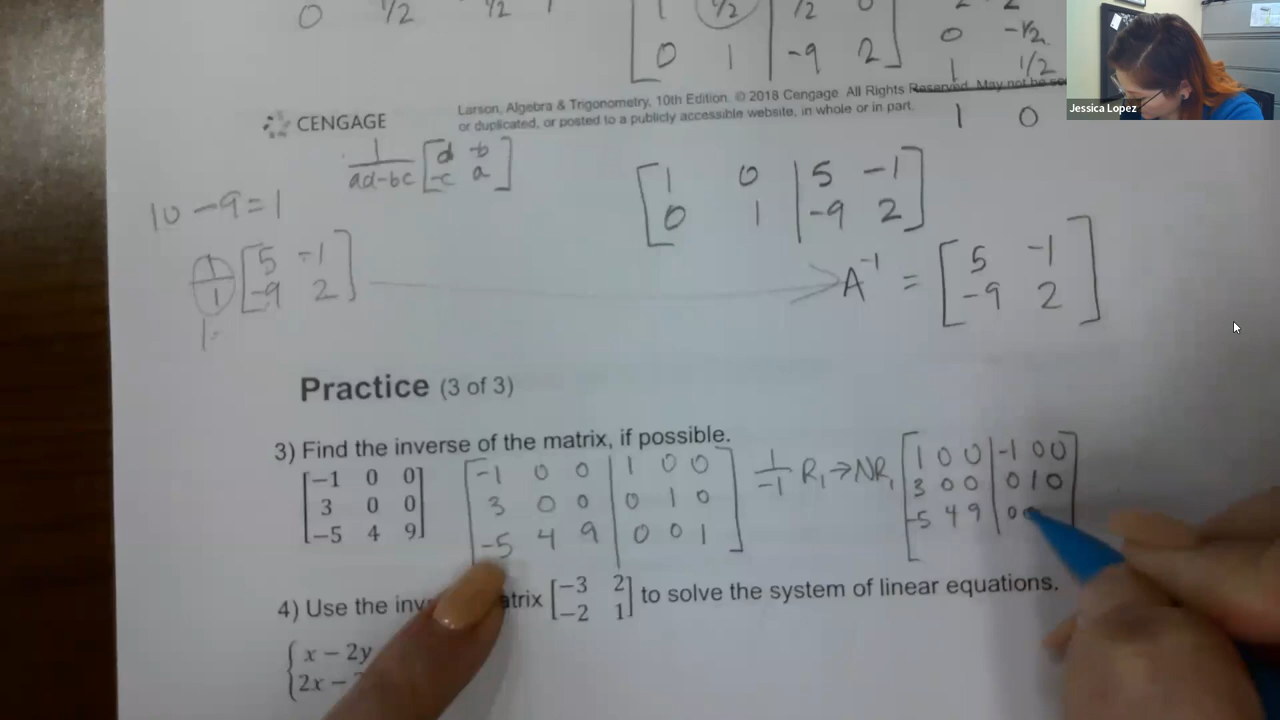 0 1/2 1/2 1
1 1/2 | 1/2 0
0 1 | -9 2
0 -1/2
1 1/2
1 0
CENGAGE
Larson, Algebra & Trigonometry, 10th Edition. © 2018 Cengage. All Rights Reserved. May not be
or duplicated, or posted to a publicly accessible website, in whole or in part.
Jessica Lopez
1/ad-bc [d -b
-c a]
10 - 9 = 1
[1 0 | 5 -1
0 1 | -9 2]
1/1 [5 -1
-9 2]
A⁻¹ = [5 -1
-9 2]
Practice (3 of 3)
3) Find the inverse of the matrix, if possible.
[-1 0 0
3 0 0
-5 4 9]
[-1 0 0 | 1 0 0
3 0 0 | 0 1 0
-5 4 9 | 0 0 1]
1/-1 R₁ → NR₁
[1 0 0 | -1 0 0
3 0 0 | 0 1 0
-5 4 9 | 0 0
4) Use the inv atrix [-3 2
-2 1] to solve the system of linear equations.
{x - 2y
2x -